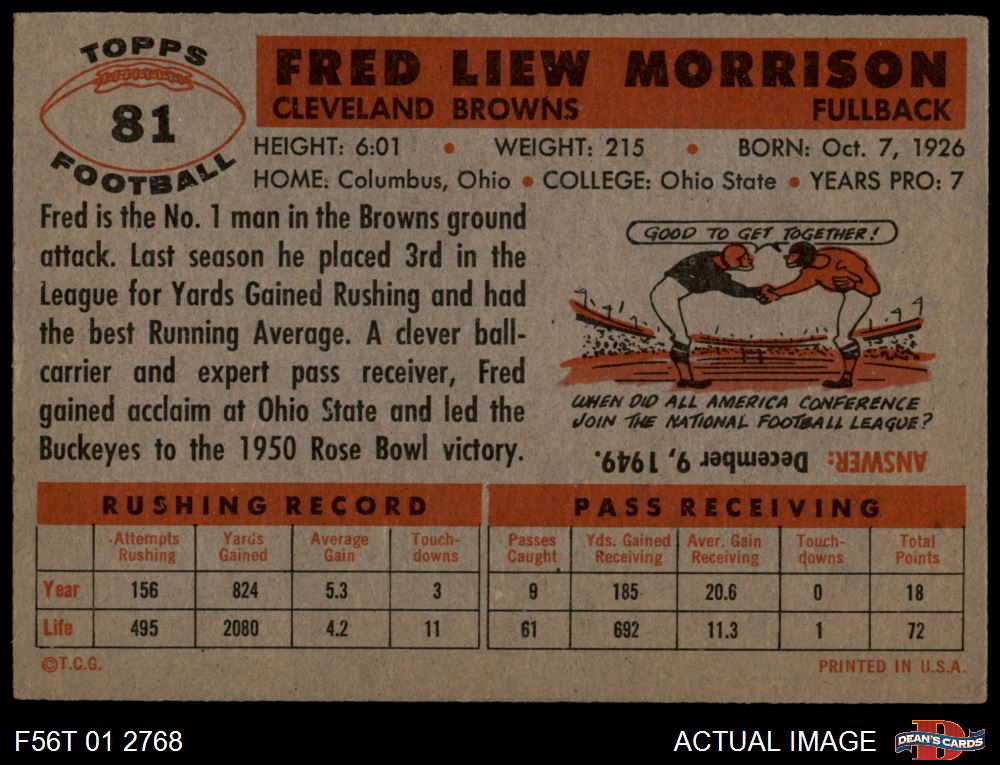 TOPPS
81
FOOTBALL
FRED LIEW MORRISON
CLEVELAND BROWNS FULLBACK
HEIGHT: 6:01 • WEIGHT: 215 • BORN: Oct. 7, 1926
HOME: Columbus, Ohio • COLLEGE: Ohio State • YEARS PRO: 7
Fred is the No. 1 man in the Browns ground
attack. Last season he placed 3rd in the
League for Yards Gained Rushing and had
the best Running Average. A clever ball-
carrier and expert pass receiver, Fred
gained acclaim at Ohio State and led the
Buckeyes to the 1950 Rose Bowl victory.
GOOD TO GET TOGETHER!
WHEN DID ALL AMERICA CONFERENCE
JOIN THE NATIONAL FOOTBALL LEAGUE?
ANSWER: December 9, 1949.
RUSHING RECORD
Attempts Rushing Yards Gained Average Gain Touch-downs
Year 156 824 5.3 3
Life 495 2080 4.2 11
PASS RECEIVING
Passes Caught Yds. Gained Receiving Aver. Gain Receiving Touch-downs Total Points
9 185 20.6 0 18
61 692 11.3 1 72
©T.C.G. PRINTED IN U.S.A.
F56T 01 2768 ACTUAL IMAGE DEAN'S CARDS